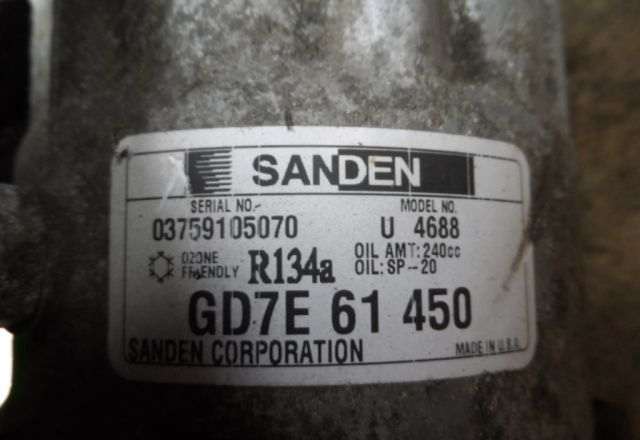 SANDEN
SERIAL NO.-
MODEL NO.
03759105070
U 4688
OZONE
FRIENDLY
R134a
OIL AMT: 240cc
OIL: SP-20
GD7E 61 450
SANDEN CORPORATION
MADE IN U.S.A.